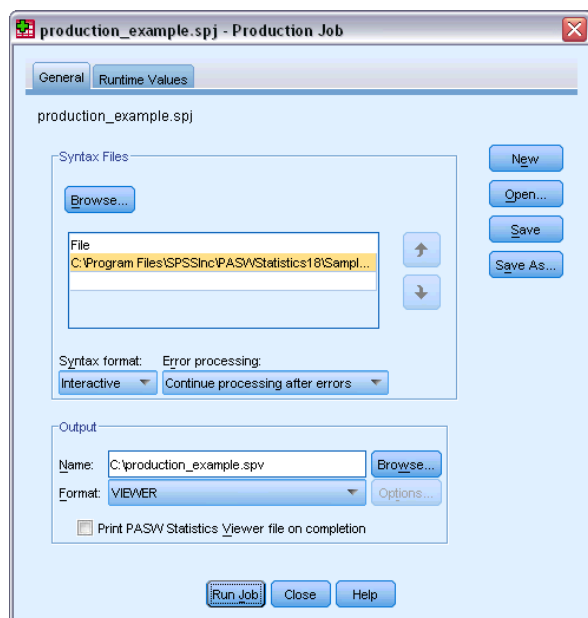 production_example.spj - Production Job
General
Runtime Values
production_example.spj
Syntax Files
Browse...
File
C:\Program Files\SPSSInc\PASWStatistics18\Sampl...
Syntax format:
Error processing:
Interactive
Continue processing after errors
New
Open...
Save
Save As...
Output
Name:
C:\production_example.spv
Browse...
Format:
VIEWER
Options...
Print PASW Statistics Viewer file on completion
Run Job
Close
Help